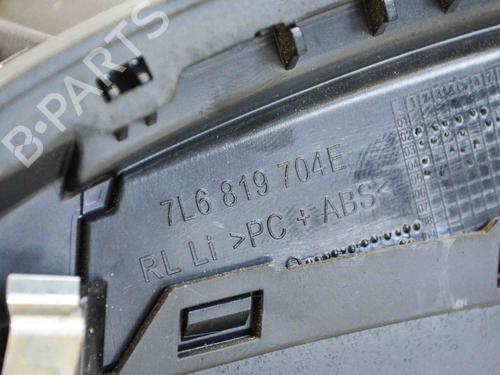 B-PARTS
7L6 819 704E
RL Li >PC + ABS<